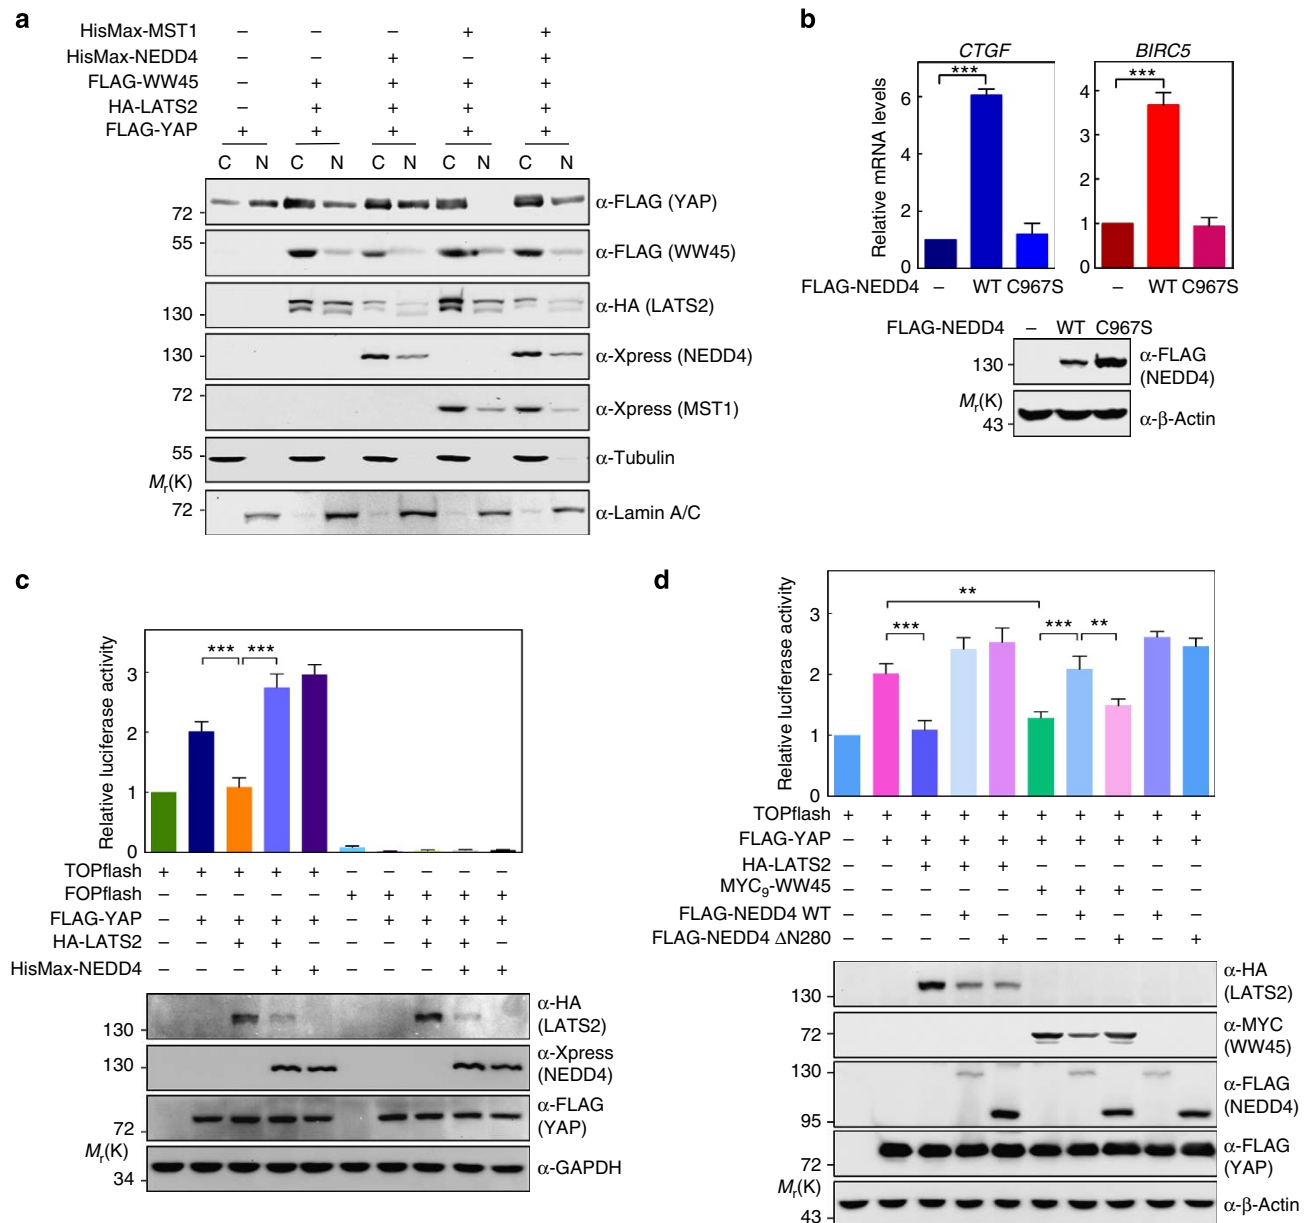 a
HisMax-MST1 – – – + +
HisMax-NEDD4 – – + – +
FLAG-WW45 – + + + +
HA-LATS2 – + + + +
FLAG-YAP + + + + +
C N C N C N C N C N
72 α-FLAG (YAP)
55 α-FLAG (WW45)
130 α-HA (LATS2)
130 α-Xpress (NEDD4)
72 α-Xpress (MST1)
55 α-Tubulin
Mr(K)
72 α-Lamin A/C
b
CTGF BIRC5
Relative mRNA levels
*** ***
6
4
2
0
4
3
2
1
0
FLAG-NEDD4 – WT C967S – WT C967S
FLAG-NEDD4 – WT C967S
130 α-FLAG
(NEDD4)
Mr(K)
43 α-β-Actin
c
Relative luciferase activity
*** ***
3
2
1
0
TOPflash + + + + + – – – – –
FOPflash – – – – – + + + + +
FLAG-YAP – + + + + – + + + +
HA-LATS2 – – + + – – – + + –
HisMax-NEDD4 – – – + + – – – + +
130 α-HA
(LATS2)
130 α-Xpress
(NEDD4)
72 α-FLAG
(YAP)
Mr(K)
34 α-GAPDH
d
Relative luciferase activity
**
*** *** **
3
2
1
0
TOPflash + + + + + + + + + +
FLAG-YAP – + + + + + + + + +
HA-LATS2 – – + + + – – – – –
MYC9-WW45 – – – – – + + + – –
FLAG-NEDD4 WT – – – + – – + – + –
FLAG-NEDD4 ΔN280 – – – – + – – + – +
130 α-HA
(LATS2)
72 α-MYC
(WW45)
130 α-FLAG
95 (NEDD4)
72 α-FLAG
(YAP)
Mr(K)
43 α-β-Actin